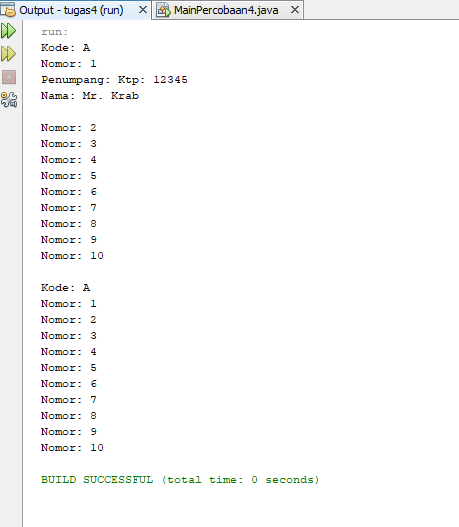 Output - tugas4 (run)
MainPercobaan4.java
run:
Kode: A
Nomor: 1
Penumpang: Ktp: 12345
Nama: Mr. Krab
Nomor: 2
Nomor: 3
Nomor: 4
Nomor: 5
Nomor: 6
Nomor: 7
Nomor: 8
Nomor: 9
Nomor: 10
Kode: A
Nomor: 1
Nomor: 2
Nomor: 3
Nomor: 4
Nomor: 5
Nomor: 6
Nomor: 7
Nomor: 8
Nomor: 9
Nomor: 10
BUILD SUCCESSFUL (total time: 0 seconds)